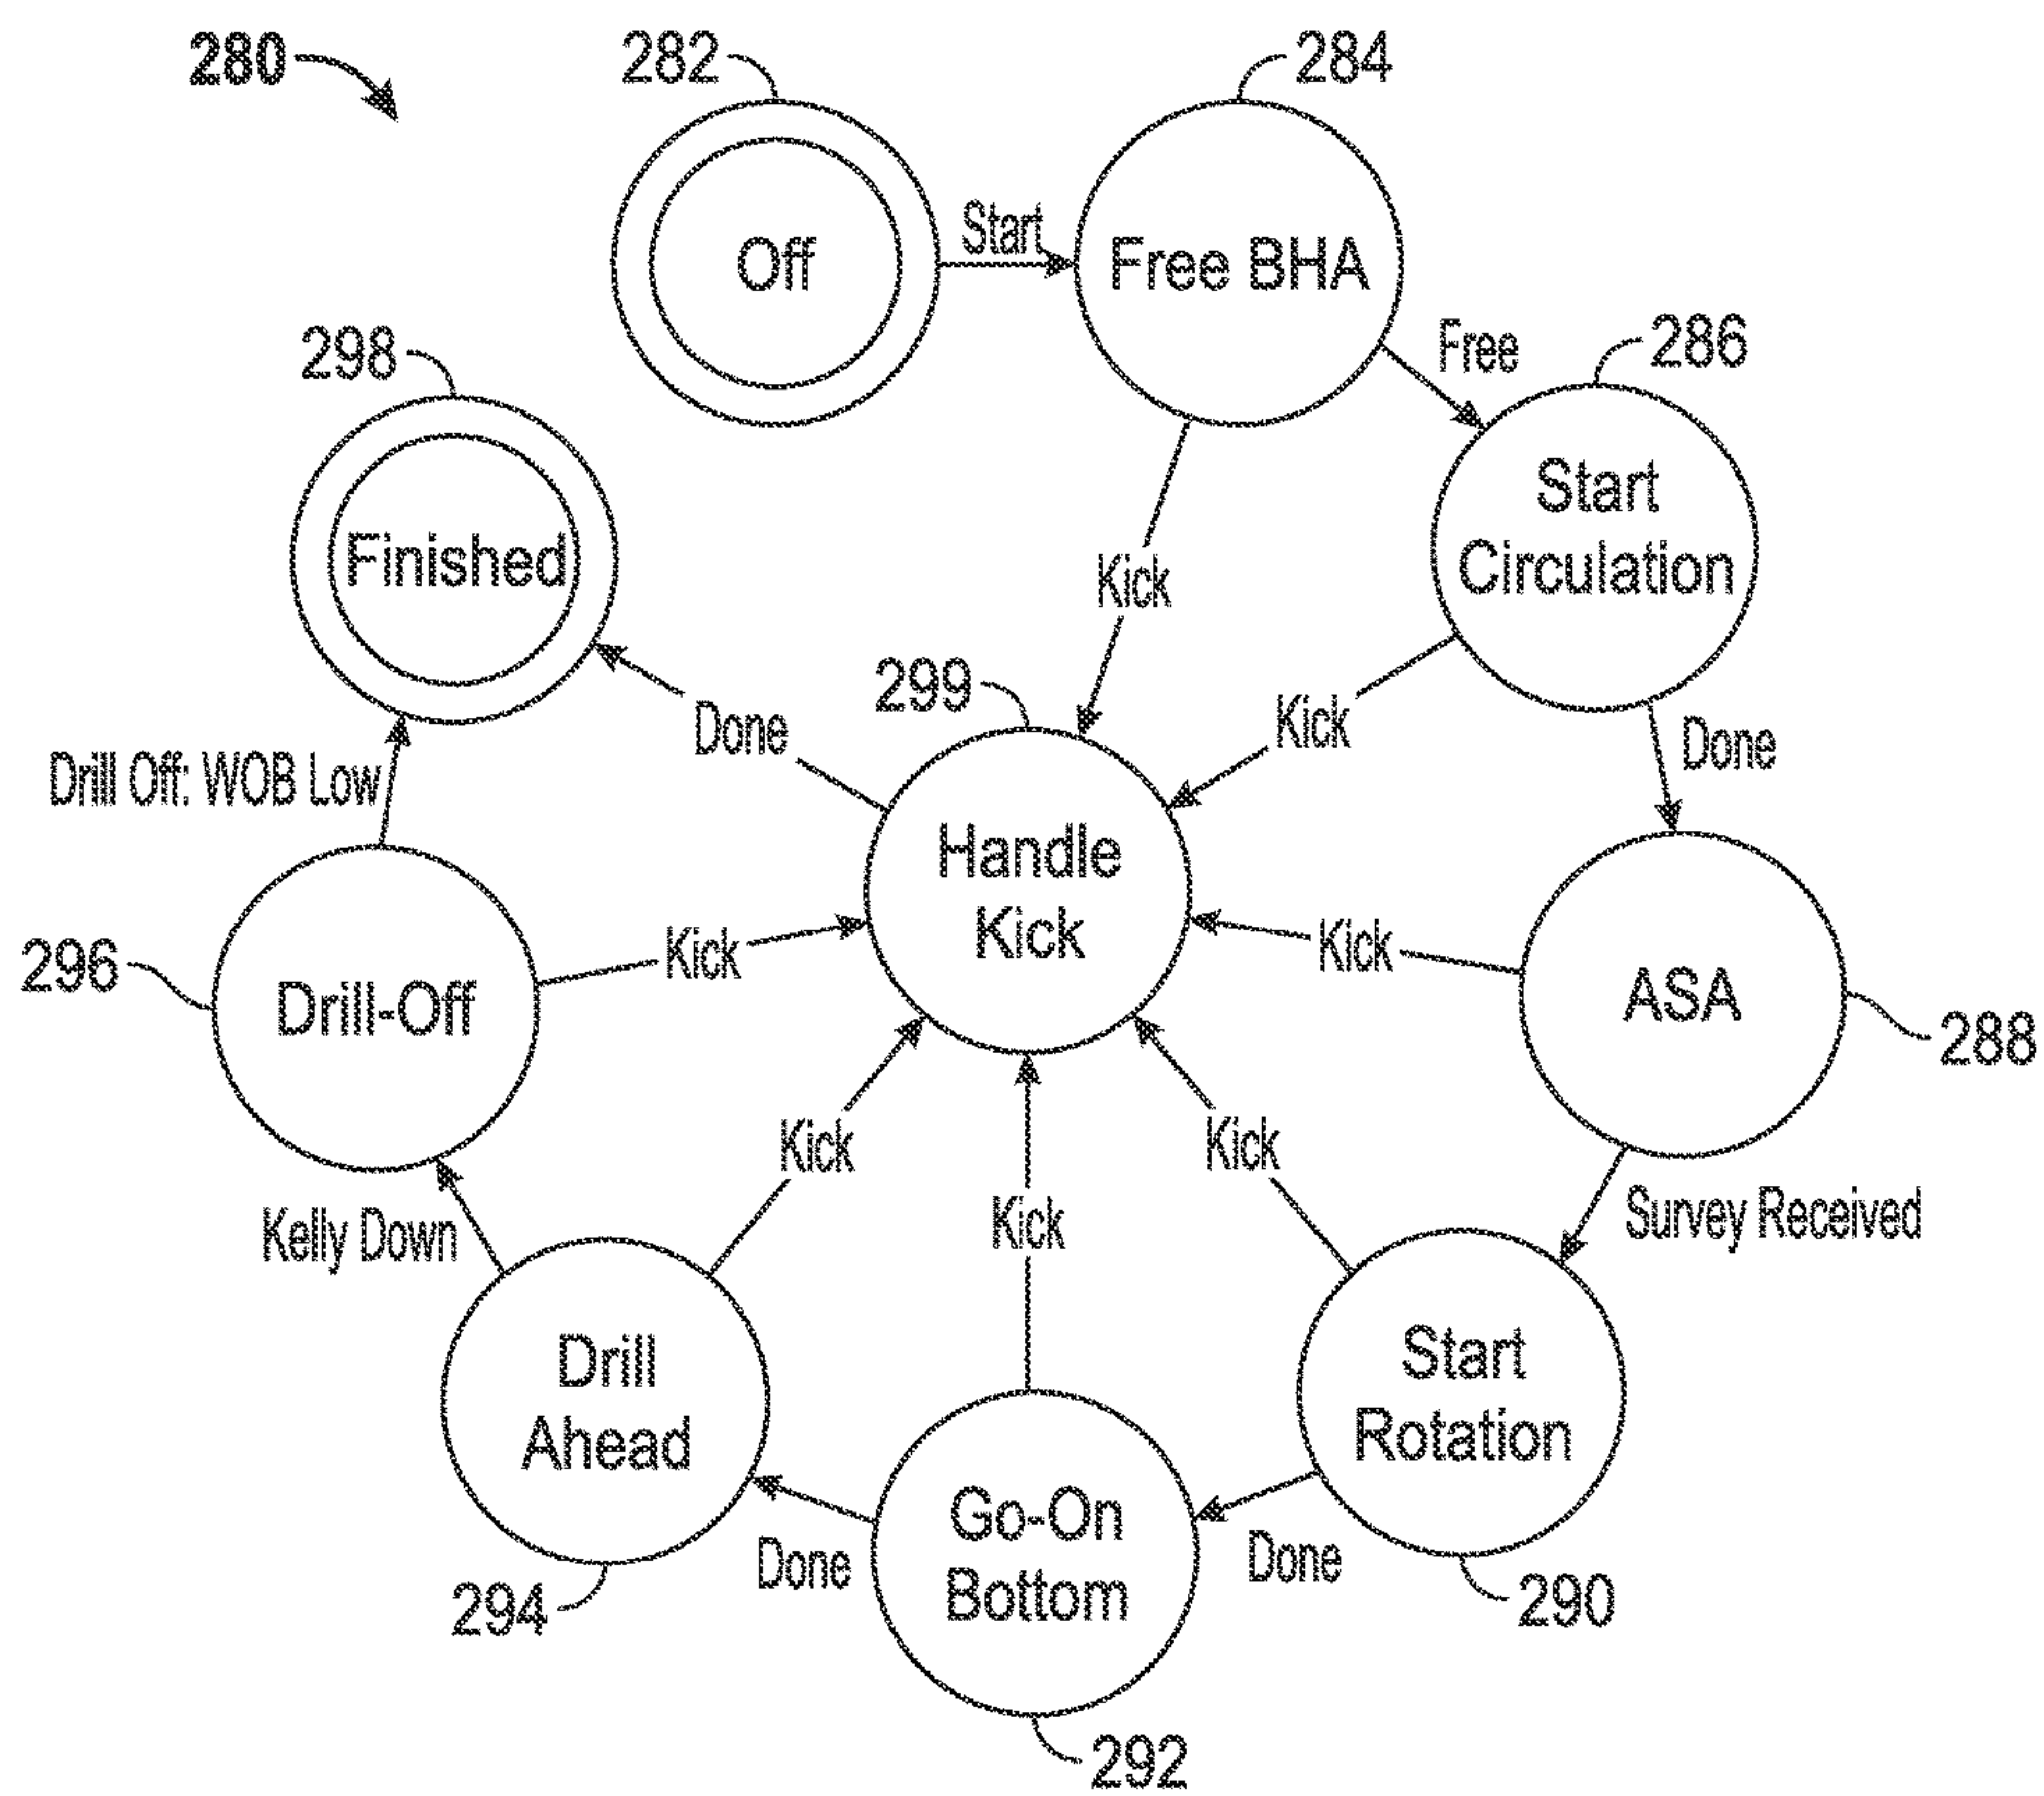 280
282
284
Off
Start
Free BHA
Free
286
298
Start
Circulation
Finished
Kick
299
Kick
Done
Done
Drill Off: WOB Low
Handle
Kick
296
Drill-Off
Kick
Kick
ASA
288
Kick
Kick
Kick
Kelly Down
Survey Received
Drill
Ahead
Start
Rotation
Go-On
Bottom
Done
Done
294
290
292